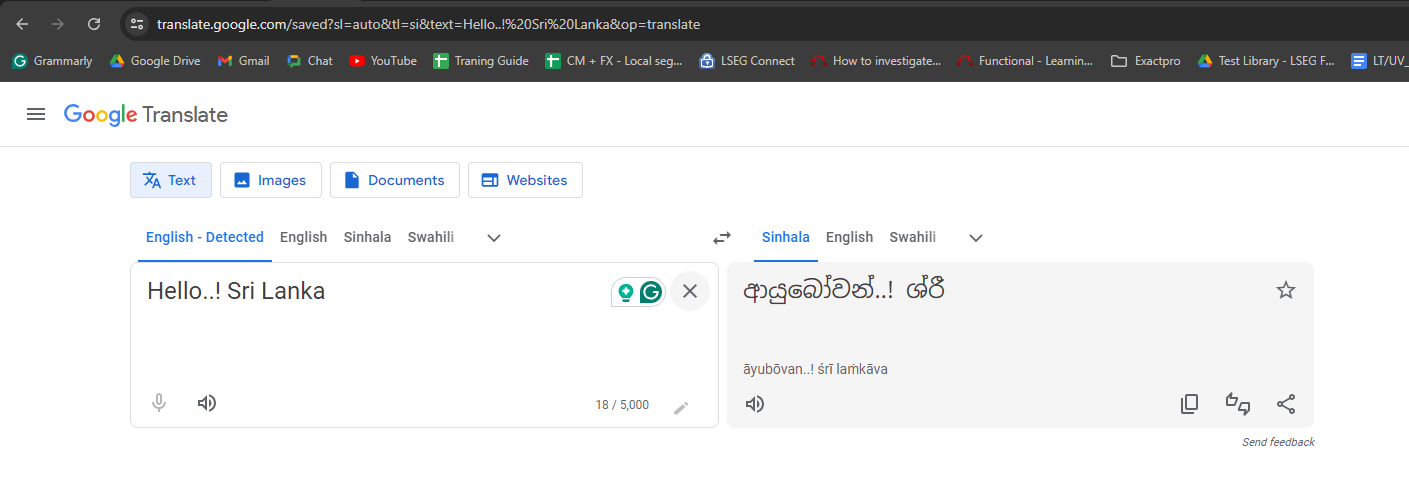 translate.google.com/saved?sl=auto&tl=si&text=Hello..!%20Sri%20Lanka&op=translate
Grammarly Google Drive Gmail Chat YouTube Traning Guide CM + FX - Local seg... LSEG Connect How to investigate... Functional - Learnin... Exactpro Test Library - LSEG F... LT/UV_
Google Translate
Text Images Documents Websites
English - Detected English Sinhala Swahili Sinhala English Swahili
Hello..! Sri Lanka
ආයුබෝවන්..! ශ්රී
āyubōvan..! śrī laṁkāva
18 / 5,000
Send feedback